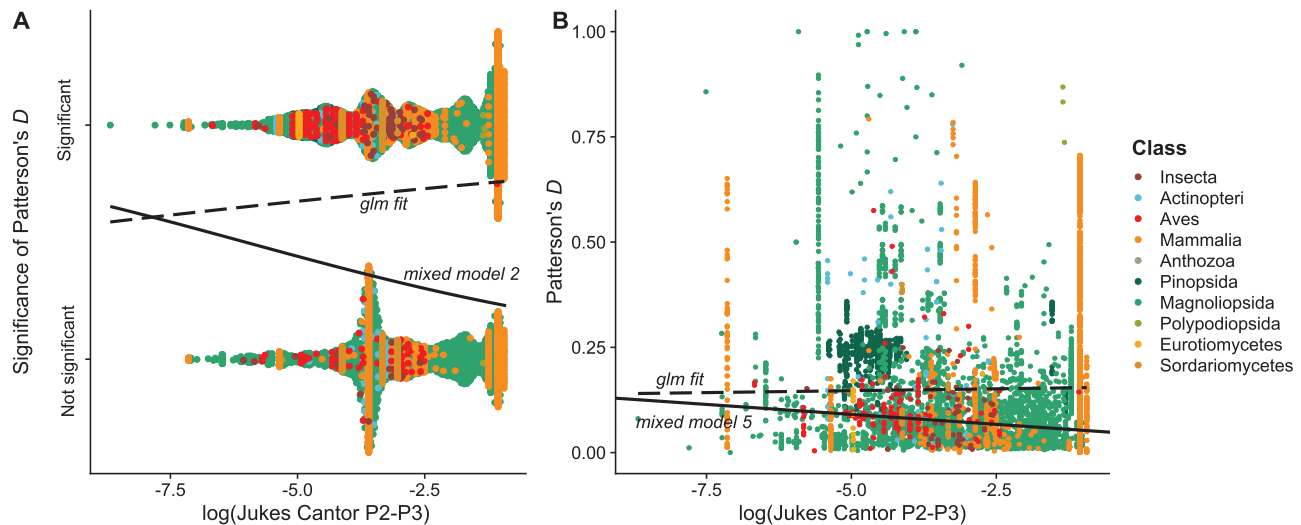 A
Significance of Patterson's D
Significant
Not significant
glm fit
mixed model 2
-7.5
-5.0
-2.5
log(Jukes Cantor P2-P3)
B
Patterson's D
1.00
0.75
0.50
0.25
0.00
glm fit
mixed model 5
-7.5
-5.0
-2.5
log(Jukes Cantor P2-P3)
Class
Insecta
Actinopteri
Aves
Mammalia
Anthozoa
Pinopsida
Magnoliopsida
Polypodiopsida
Eurotiomycetes
Sordariomycetes